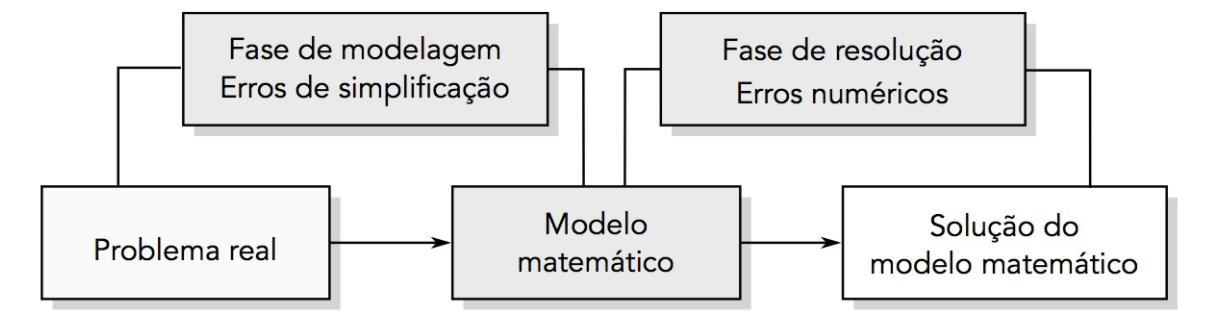 Fase de modelagem
Erros de simplificação
Fase de resolução
Erros numéricos
Problema real
Modelo
matemático
Solução do
modelo matemático